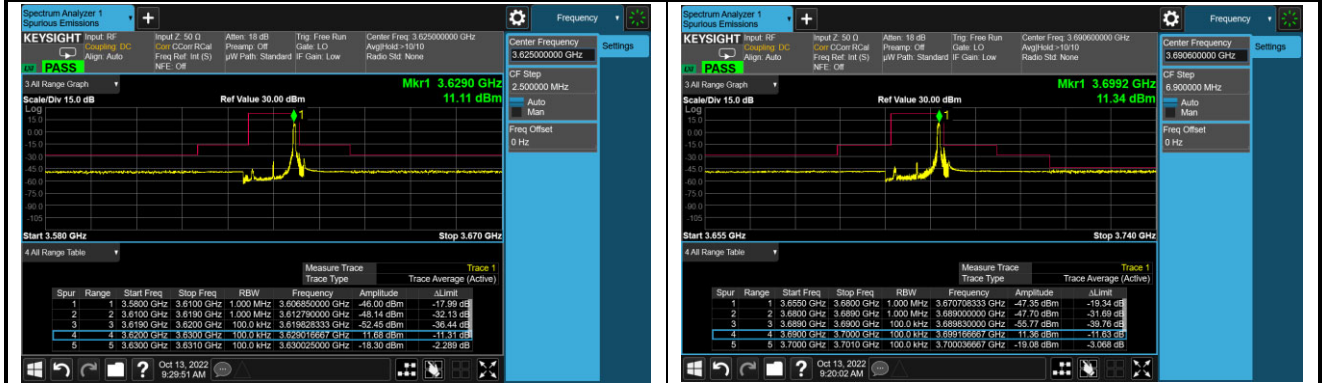 Spectrum Analyzer 1
Spurious Emissions
Frequency
KEYSIGHT Input: RF Input Z: 50 Ω Atten: 18 dB Trig: Free Run Center Freq: 3.625000000 GHz
Coupling: DC Corr CCorr RCal Preamp: Off Gate: LO Avg|Hold:>10/10
Align: Auto Freq Ref: Int (S) µW Path: Standard IF Gain: Low Radio Std: None
NFE: Off
PASS
3 All Range Graph
Mkr1 3.6290 GHz
Scale/Div 15.0 dB Ref Value 30.00 dBm 11.11 dBm
Log
15.0
0.00
-15.0
-30.0
-45.0
-60.0
-75.0
-90.0
-105
1
Start 3.580 GHz Stop 3.670 GHz
4 All Range Table
Measure Trace Trace 1
Trace Type Trace Average (Active)
Spur Range Start Freq Stop Freq RBW Frequency Amplitude ΔLimit
1 1 3.5800 GHz 3.6100 GHz 1.000 MHz 3.606850000 GHz -46.00 dBm -17.99 dB
2 2 3.6100 GHz 3.6190 GHz 1.000 MHz 3.612790000 GHz -48.14 dBm -32.13 dB
3 3 3.6190 GHz 3.6200 GHz 100.0 kHz 3.619828333 GHz -52.45 dBm -36.44 dB
4 4 3.6200 GHz 3.6300 GHz 100.0 kHz 3.629016667 GHz 11.68 dBm -11.31 dB
5 5 3.6300 GHz 3.6310 GHz 100.0 kHz 3.630025000 GHz -18.30 dBm -2.289 dB
Center Frequency
3.625000000 GHz
Settings
CF Step
2.500000 MHz
Auto
Man
Freq Offset
0 Hz
Oct 13, 2022
9:29:51 AM
Spectrum Analyzer 1
Spurious Emissions
Frequency
KEYSIGHT Input: RF Input Z: 50 Ω Atten: 18 dB Trig: Free Run Center Freq: 3.690600000 GHz
Coupling: DC Corr CCorr RCal Preamp: Off Gate: LO Avg|Hold:>10/10
Align: Auto Freq Ref: Int (S) µW Path: Standard IF Gain: Low Radio Std: None
NFE: Off
PASS
3 All Range Graph
Mkr1 3.6992 GHz
Scale/Div 15.0 dB Ref Value 30.00 dBm 11.34 dBm
Log
15.0
0.00
-15.0
-30.0
-45.0
-60.0
-75.0
-90.0
-105
1
Start 3.655 GHz Stop 3.740 GHz
4 All Range Table
Measure Trace Trace 1
Trace Type Trace Average (Active)
Spur Range Start Freq Stop Freq RBW Frequency Amplitude ΔLimit
1 1 3.6550 GHz 3.6800 GHz 1.000 MHz 3.670708333 GHz -47.35 dBm -19.34 dB
2 2 3.6800 GHz 3.6890 GHz 1.000 MHz 3.689000000 GHz -47.70 dBm -31.69 dB
3 3 3.6890 GHz 3.6900 GHz 100.0 kHz 3.689830000 GHz -55.77 dBm -39.76 dB
4 4 3.6900 GHz 3.7000 GHz 100.0 kHz 3.699166667 GHz 11.36 dBm -11.63 dB
5 5 3.7000 GHz 3.7010 GHz 100.0 kHz 3.700036667 GHz -19.08 dBm -3.068 dB
Center Frequency
3.690600000 GHz
Settings
CF Step
6.900000 MHz
Auto
Man
Freq Offset
0 Hz
Oct 13, 2022
9:20:02 AM